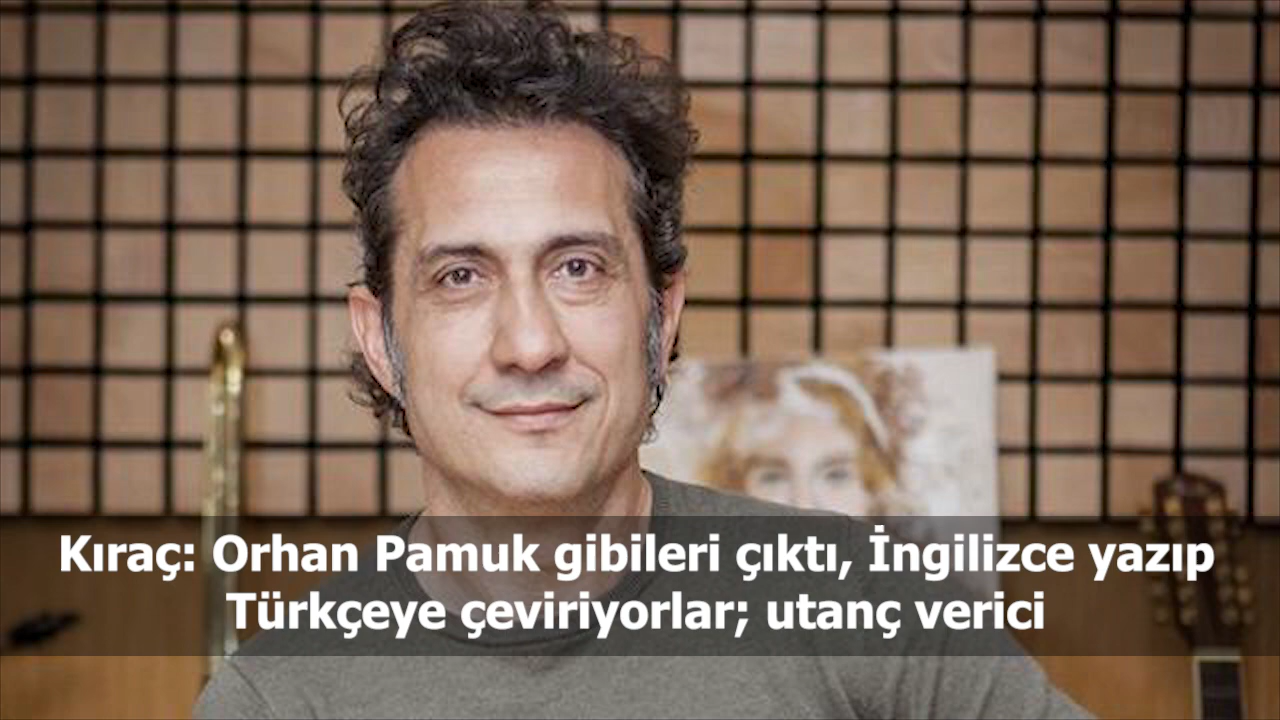 Kıraç: Orhan Pamuk gibileri çıktı, İngilizce yazıp
Türkçeye çeviriyorlar; utanç verici